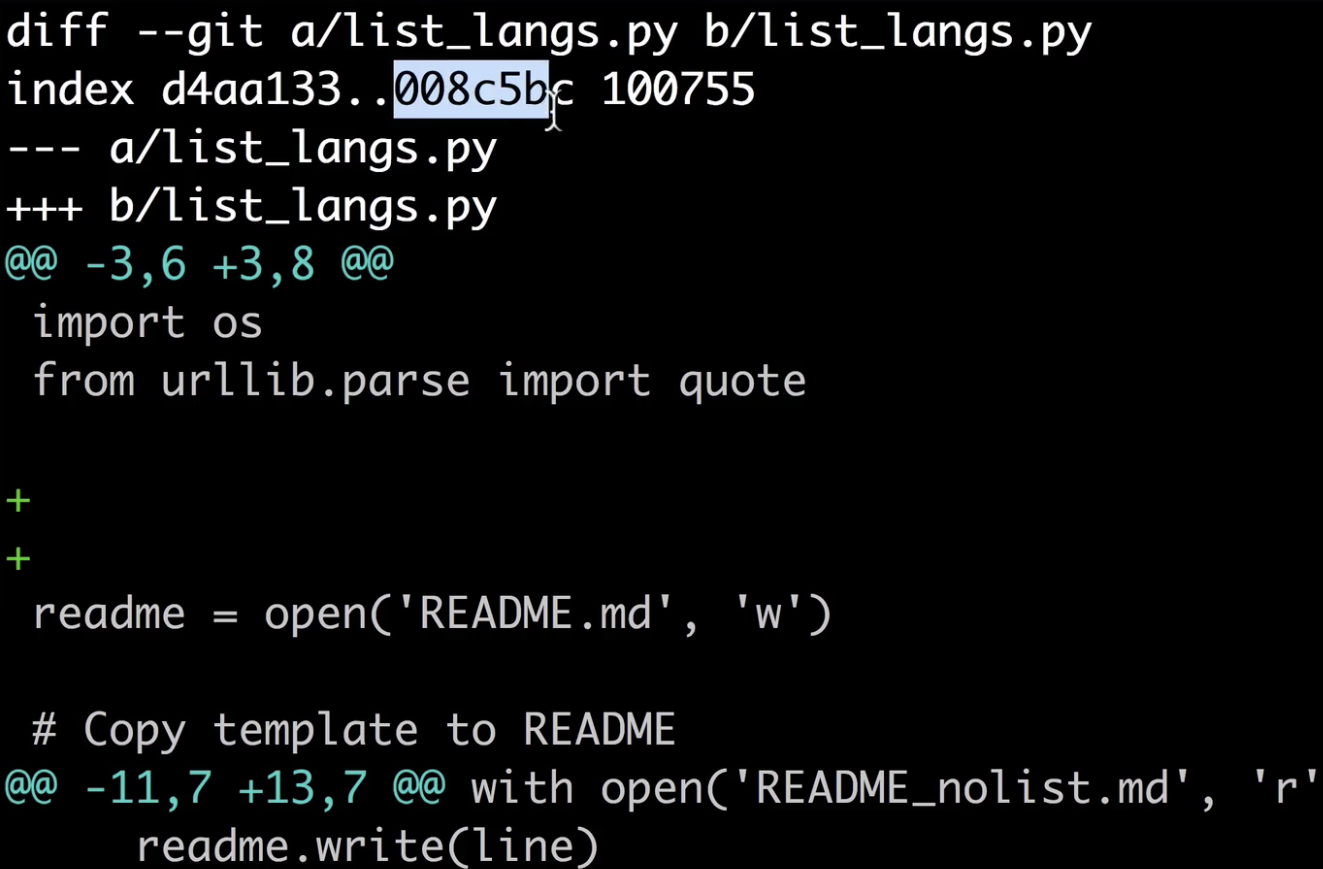 diff --git a/list_langs.py b/list_langs.py
index d4aa133..008c5bc 100755
--- a/list_langs.py
+++ b/list_langs.py
@@ -3,6 +3,8 @@
 import os
 from urllib.parse import quote

+
+
 readme = open('README.md', 'w')

 # Copy template to README
@@ -11,7 +13,7 @@ with open('README_nolist.md', 'r'
     readme.write(line)